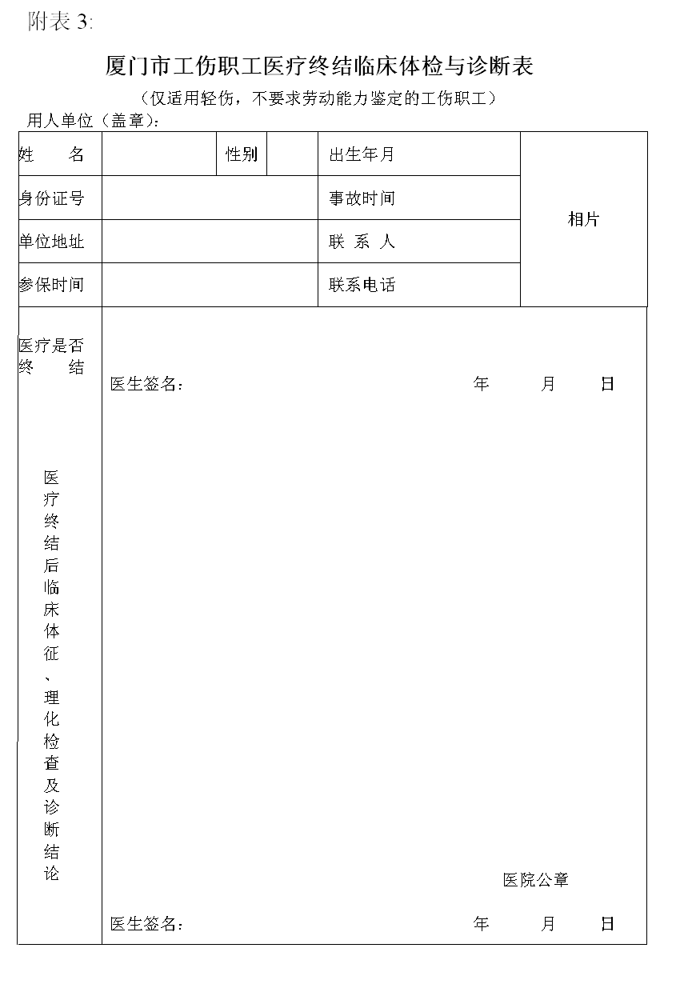 附表 3:
厦门市工伤职工医疗终结临床体检与诊断表
（仅适用轻伤，不要求劳动能力鉴定的工伤职工）
用人单位（盖章）：
姓 名 性别 出生年月
身份证号 事故时间
相片
单位地址 联 系 人
参保时间 联系电话
医疗是否
终 结
医生签名： 年 月 日
医疗终结后临床体征、理化检查及诊断结论
医院公章
医生签名： 年 月 日